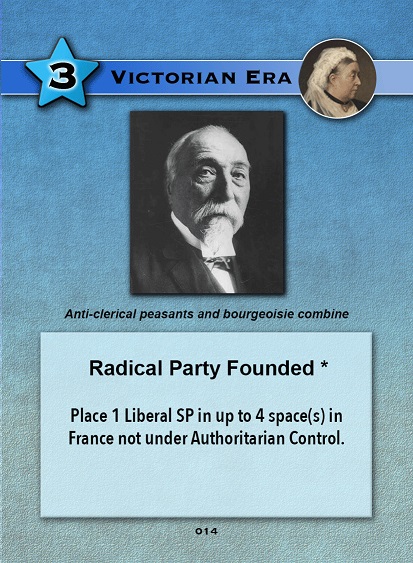 3
VICTORIAN ERA
Anti-clerical peasants and bourgeoisie combine
Radical Party Founded *
Place 1 Liberal SP in up to 4 space(s) in
France not under Authoritarian Control.
014